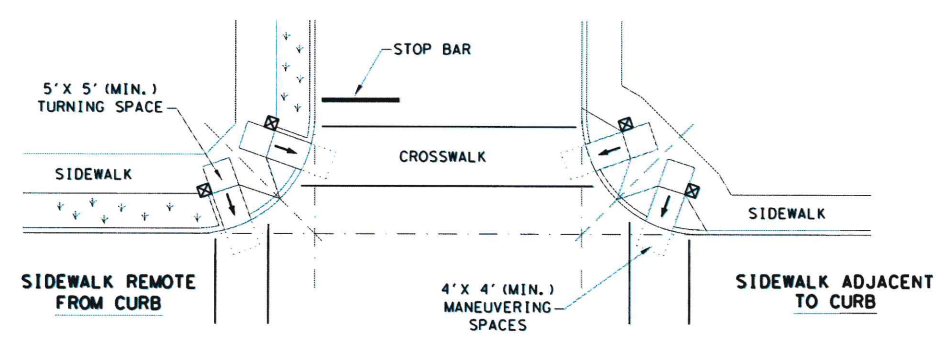 STOP BAR
5'X 5'(MIN.)
TURNING SPACE
CROSSWALK
SIDEWALK
SIDEWALK
SIDEWALK REMOTE
FROM CURB
4'X 4'(MIN.)
MANEUVERING
SPACES
SIDEWALK ADJACENT
TO CURB